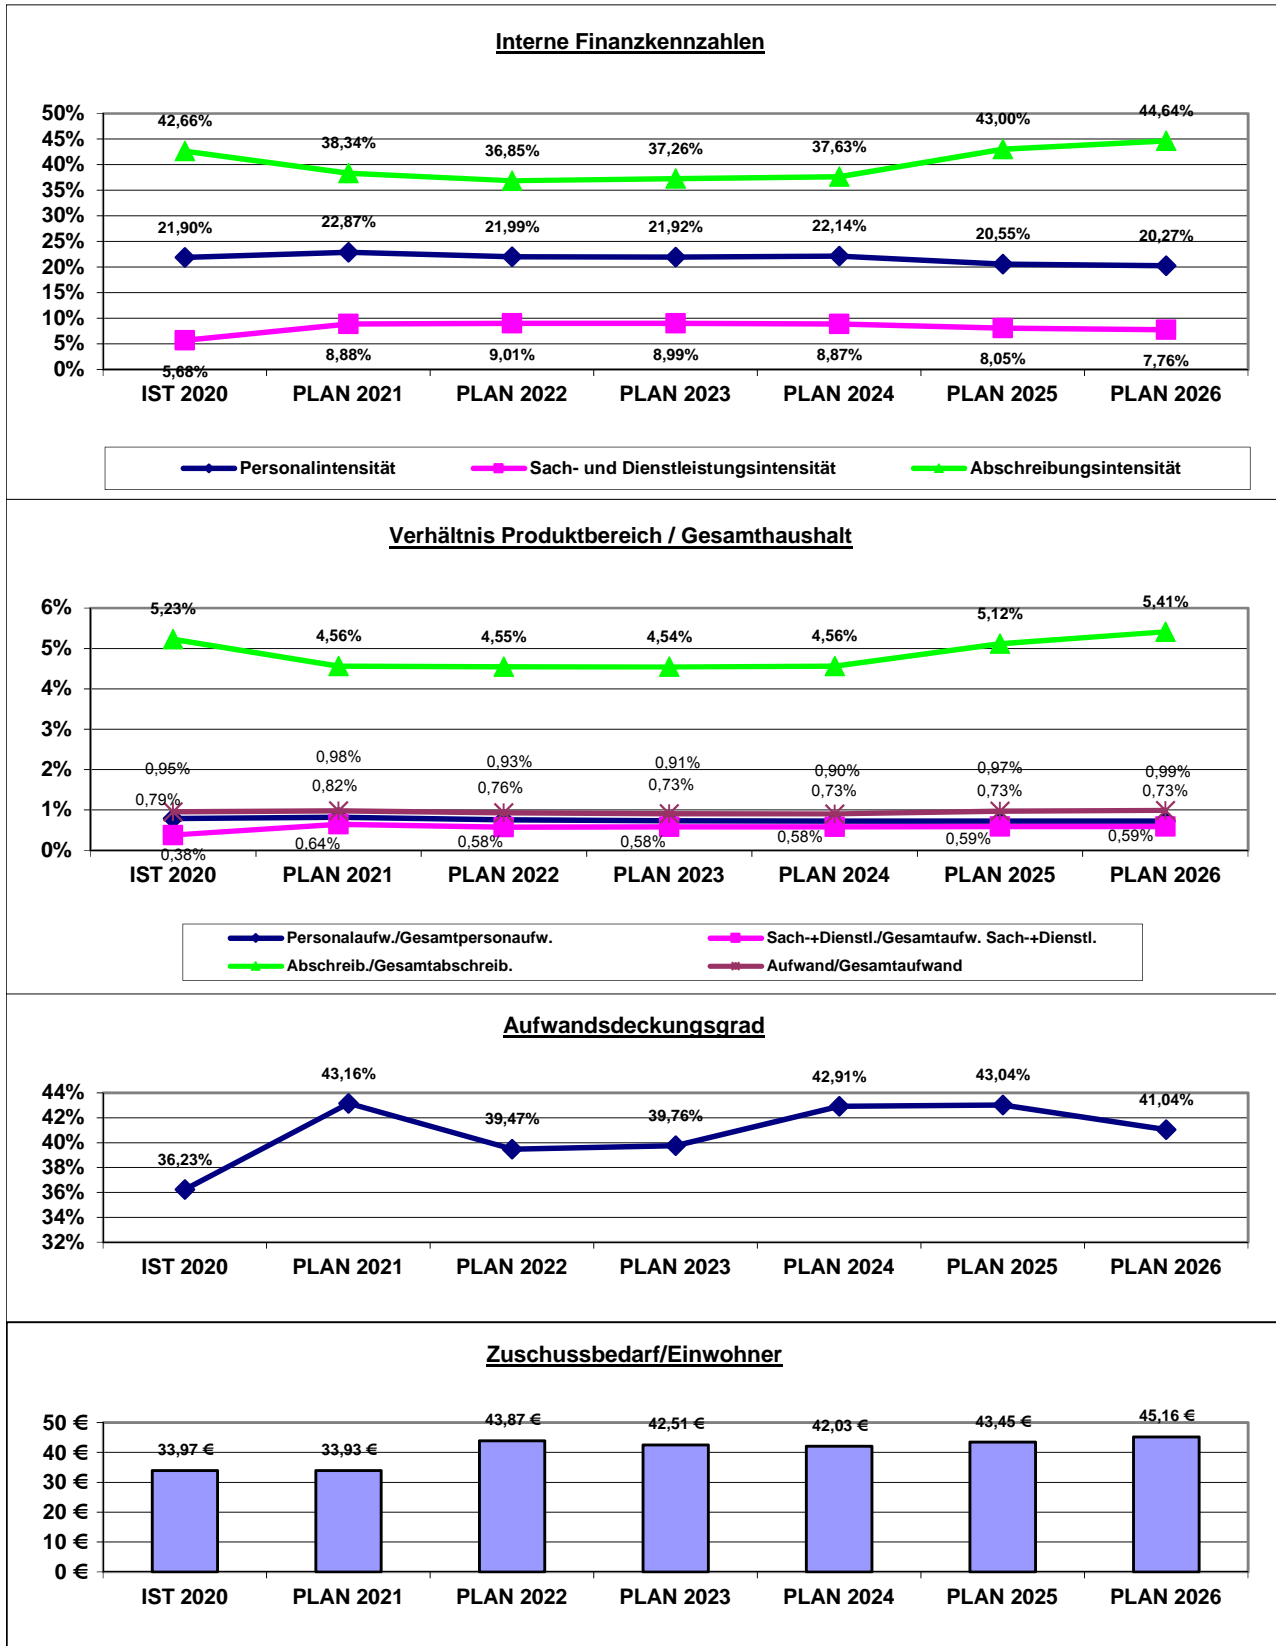 Interne Finanzkennzahlen
50%
45%
40%
35%
30%
25%
20%
15%
10%
5%
0%
42,66% 38,34% 36,85% 37,26% 37,63% 43,00% 44,64%
21,90% 22,87% 21,99% 21,92% 22,14% 20,55% 20,27%
5,68% 8,88% 9,01% 8,99% 8,87% 8,05% 7,76%
IST 2020 PLAN 2021 PLAN 2022 PLAN 2023 PLAN 2024 PLAN 2025 PLAN 2026
Personalintensität Sach- und Dienstleistungsintensität Abschreibungsintensität
Verhältnis Produktbereich / Gesamthaushalt
6%
5%
4%
3%
2%
1%
0%
5,23% 4,56% 4,55% 4,54% 4,56% 5,12% 5,41%
0,95% 0,98% 0,93% 0,91% 0,90% 0,97% 0,99%
0,79% 0,82% 0,76% 0,73% 0,73% 0,73% 0,73%
0,38% 0,64% 0,58% 0,58% 0,58% 0,59% 0,59%
IST 2020 PLAN 2021 PLAN 2022 PLAN 2023 PLAN 2024 PLAN 2025 PLAN 2026
Personalaufw./Gesamtpersonaufw. Sach-+Dienstl./Gesamtaufw. Sach-+Dienstl.
Abschreib./Gesamtabschreib. Aufwand/Gesamtaufwand
Aufwandsdeckungsgrad
44%
42%
40%
38%
36%
34%
32%
36,23% 43,16% 39,47% 39,76% 42,91% 43,04% 41,04%
IST 2020 PLAN 2021 PLAN 2022 PLAN 2023 PLAN 2024 PLAN 2025 PLAN 2026
Zuschussbedarf/Einwohner
50 €
40 €
30 €
20 €
10 €
0 €
33,97 € 33,93 € 43,87 € 42,51 € 42,03 € 43,45 € 45,16 €
IST 2020 PLAN 2021 PLAN 2022 PLAN 2023 PLAN 2024 PLAN 2025 PLAN 2026